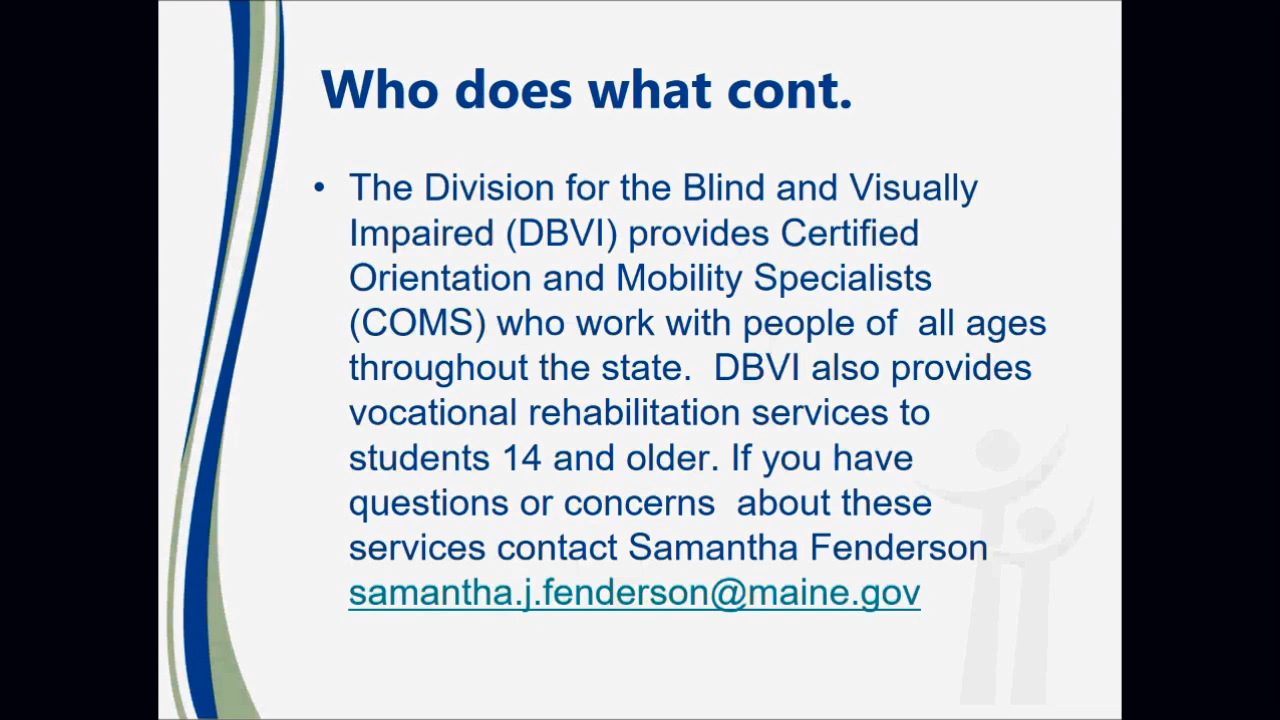 Who does what cont.
• The Division for the Blind and Visually
Impaired (DBVI) provides Certified
Orientation and Mobility Specialists
(COMS) who work with people of  all ages
throughout the state.  DBVI also provides
vocational rehabilitation services to
students 14 and older. If you have
questions or concerns  about these
services contact Samantha Fenderson
samantha.j.fenderson@maine.gov